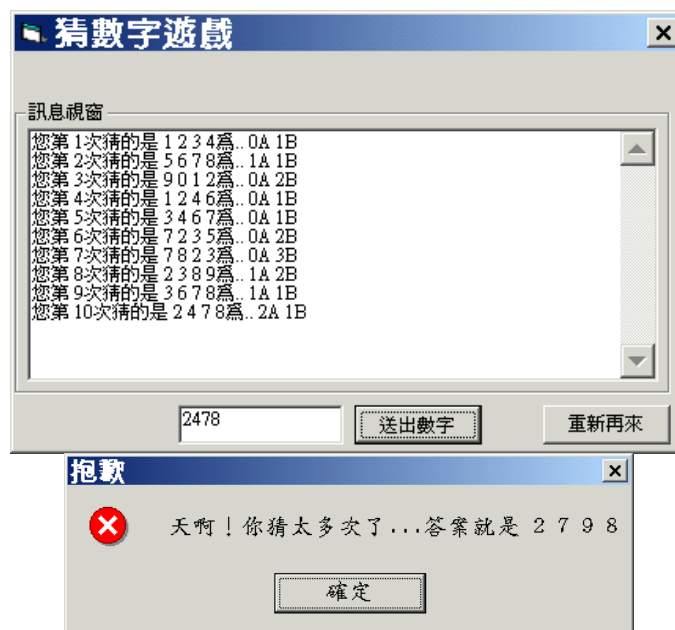 猜數字遊戲
訊息視窗
您第 1次猜的是 1 2 3 4爲.. 0A 1B
您第 2次猜的是 5 6 7 8爲.. 1A 1B
您第 3次猜的是 9 0 1 2爲.. 0A 2B
您第 4次猜的是 1 2 4 6爲.. 0A 1B
您第 5次猜的是 3 4 6 7爲.. 0A 1B
您第 6次猜的是 7 2 3 5爲.. 0A 2B
您第 7次猜的是 7 8 2 3爲.. 0A 3B
您第 8次猜的是 2 3 8 9爲.. 1A 2B
您第 9次猜的是 3 6 7 8爲.. 1A 1B
您第 10次猜的是 2 4 7 8爲.. 2A 1B
2478 送出數字 重新再來
抱歉
天啊！你猜太多次了...答案就是 2 7 9 8
確定